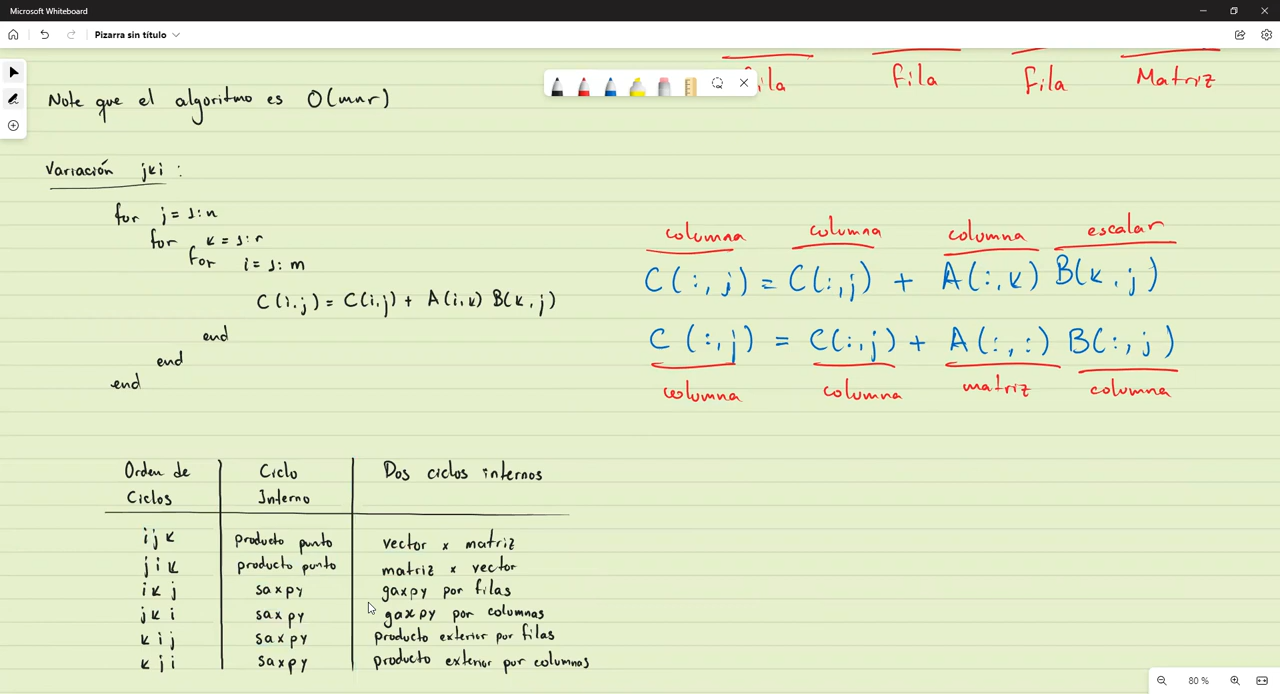 Microsoft Whiteboard
Pizarra sin título
fila fila fila Matriz
Note que el algoritmo es O(mnr)
Variación jki :
for j = 1:n
for k = 1:r
for i = 1:m
C(i,j) = C(i,j) + A(i,k) B(k,j)
end
end
end
columna columna columna escalar
C(:,j) = C(:,j) + A(:,k) B(k,j)
C(:,j) = C(:,j) + A(:,:) B(:,j)
columna columna matriz columna
Orden de Ciclos | Ciclo Interno | Dos ciclos internos
ijk | producto punto | vector x matriz
jik | producto punto | matriz x vector
ikj | saxpy | gaxpy por filas
jki | saxpy | gaxpy por columnas
kij | saxpy | producto exterior por filas
kji | saxpy | producto exterior por columnas
80 %